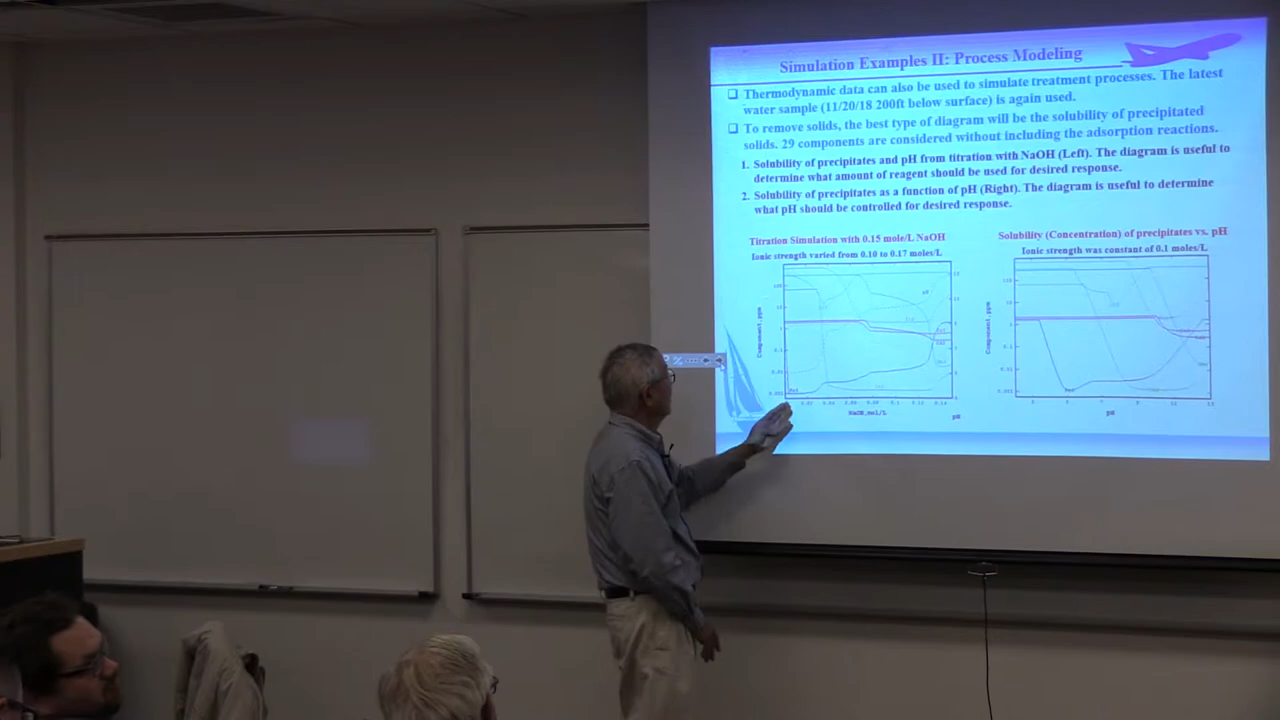 Simulation Examples II: Process Modeling
Thermodynamic data can also be used to simulate treatment processes. The latest
water sample (11/20/18 200ft below surface) is again used.
To remove solids, the best type of diagram will be the solubility of precipitated
solids. 29 components are considered without including the adsorption reactions.
1. Solubility of precipitates and pH from titration with NaOH (Left). The diagram is useful to
determine what amount of reagent should be used for desired response.
2. Solubility of precipitates as a function of pH (Right). The diagram is useful to determine
what pH should be controlled for desired response.
Titration Simulation with 0.15 mole/L NaOH
Ionic strength varied from 0.10 to 0.17 moles/L
Component, ppm
NaOH, mol/L
pH
Solubility (Concentration) of precipitates vs. pH
Ionic strength was constant of 0.1 moles/L
Component, ppm
pH